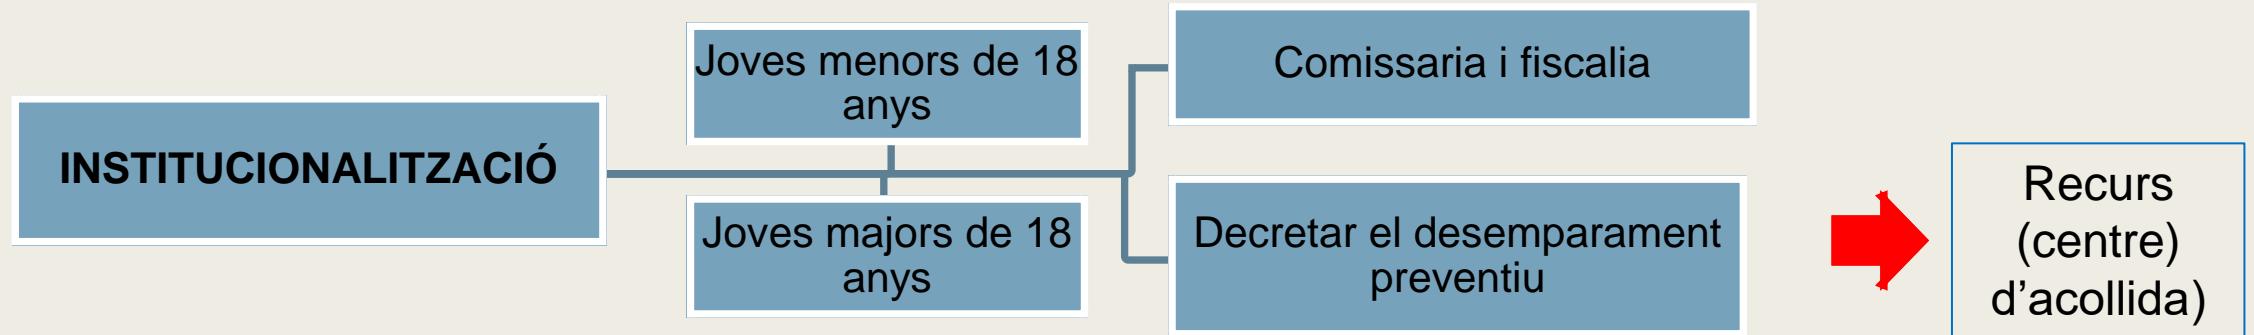 INSTITUCIONALITZACIÓ
Joves menors de 18
anys
Joves majors de 18
anys
Comissaria i fiscalia
Decretar el desemparament
preventiu
Recurs
(centre)
d’acollida)